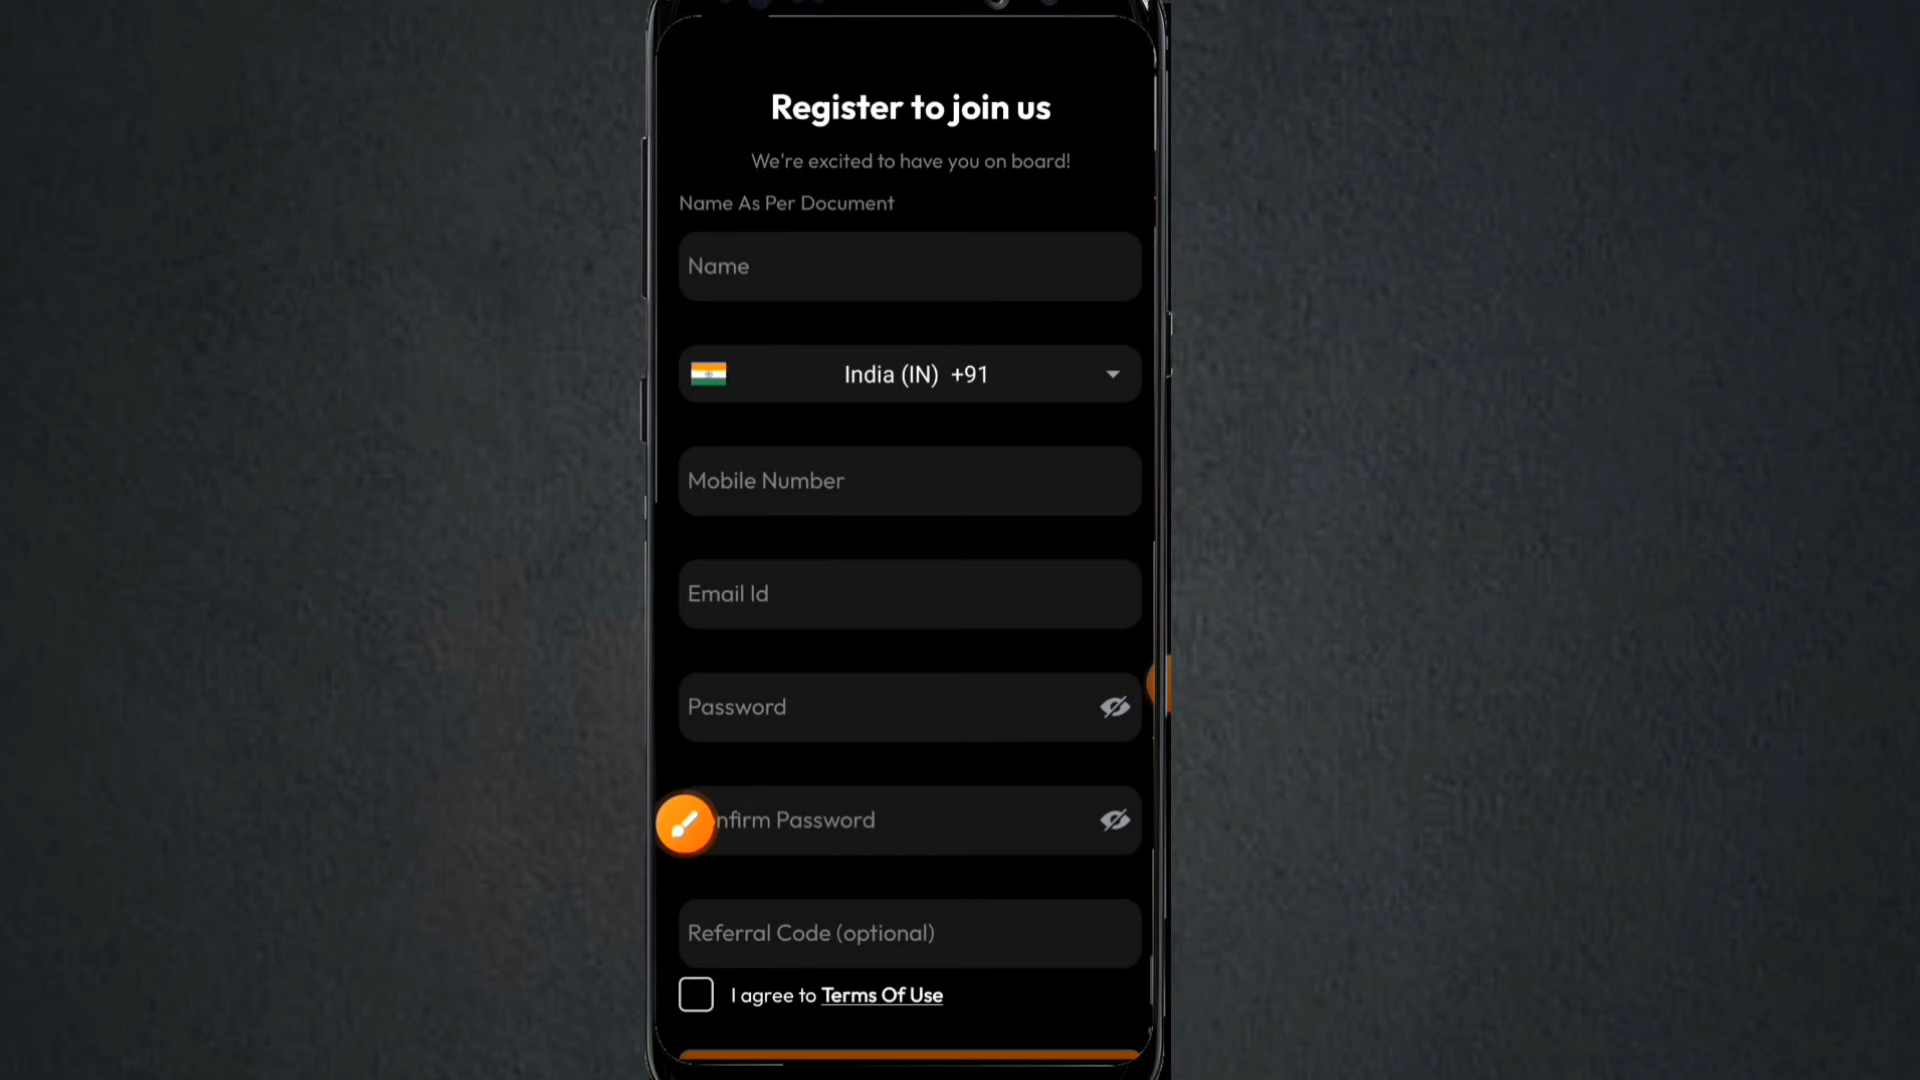 Register to join us
We're excited to have you on board!
Name As Per Document
Name
India (IN) +91
Mobile Number
Email Id
Password
nfirm Password
Referral Code (optional)
I agree to Terms Of Use